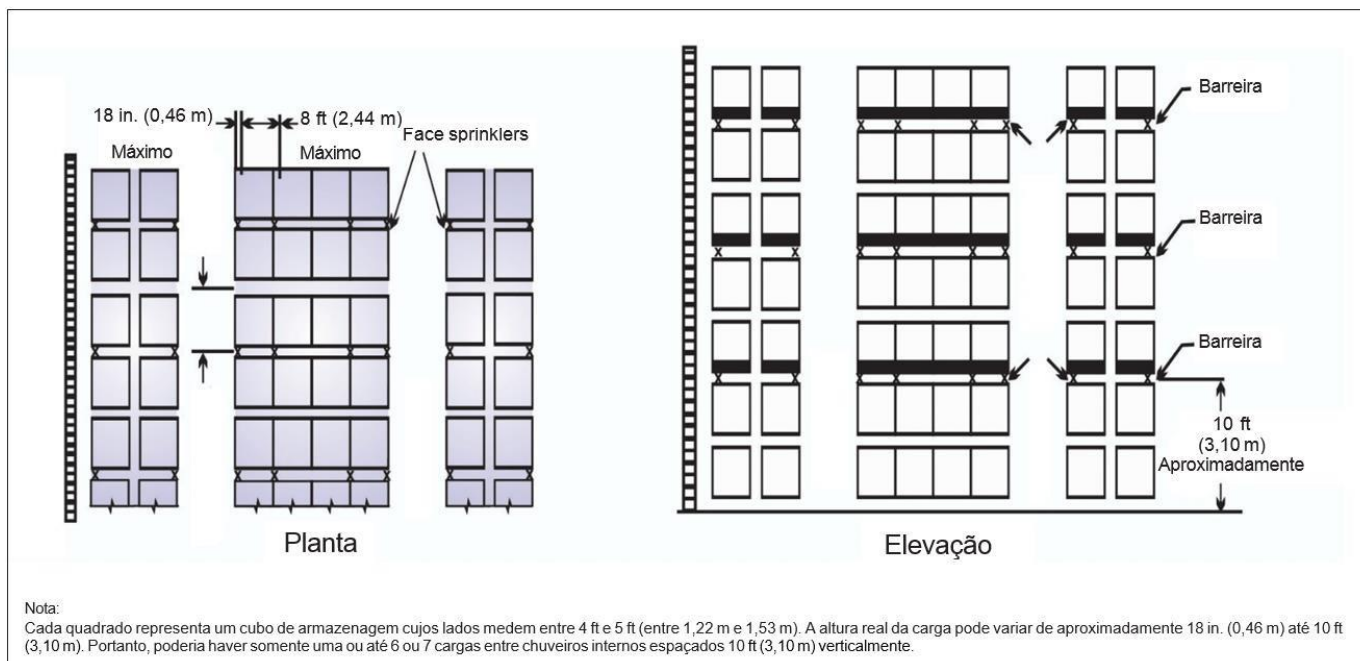 18 in. (0,46 m)
8 ft (2,44 m)
Máximo
Máximo
Face sprinklers
Planta
Barreira
Barreira
Barreira
10 ft
(3,10 m)
Aproximadamente
Elevação
Nota:
Cada quadrado representa um cubo de armazenagem cujos lados medem entre 4 ft e 5 ft (entre 1,22 m e 1,53 m). A altura real da carga pode variar de aproximadamente 18 in. (0,46 m) até 10 ft
(3,10 m). Portanto, poderia haver somente uma ou até 6 ou 7 cargas entre chuveiros internos espaçados 10 ft (3,10 m) verticalmente.